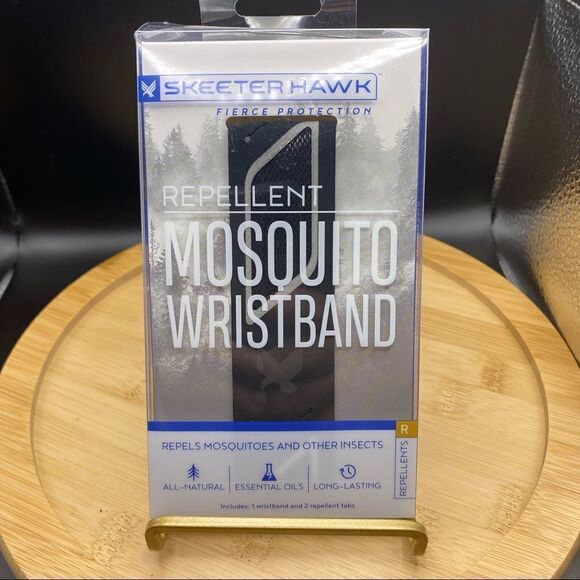 SKEETER HAWK™
FIERCE PROTECTION
REPELLENT
MOSQUITO
WRISTBAND
REPELS MOSQUITOES AND OTHER INSECTS
ALL-NATURAL
ESSENTIAL OILS
LONG-LASTING
Includes: 1 wristband and 2 repellent tabs
R
REPELLENTS